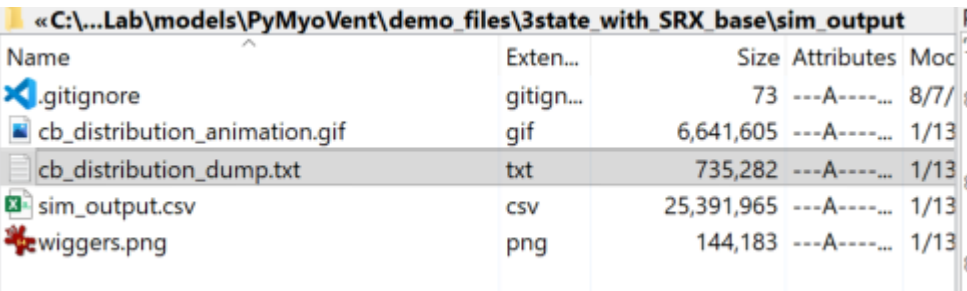 «C:\...Lab\models\PyMyoVent\demo_files\3state_with_SRX_base\sim_output
Name Exten... Size Attributes Moc
.gitignore gitign... 73 ---A----... 8/7/
cb_distribution_animation.gif gif 6,641,605 ---A----... 1/13
cb_distribution_dump.txt txt 735,282 ---A----... 1/13
sim_output.csv csv 25,391,965 ---A----... 1/13
wiggers.png png 144,183 ---A----... 1/13